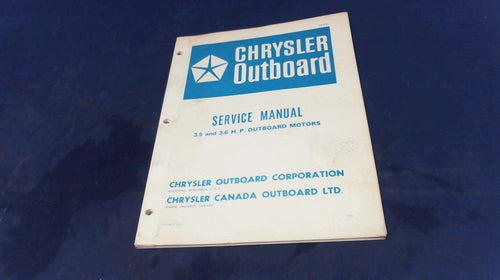 CHRYSLER
Outboard
SERVICE MANUAL
3.5 and 3.6 H. P. OUTBOARD MOTORS
CHRYSLER OUTBOARD CORPORATION
CHRYSLER CANADA OUTBOARD LTD.